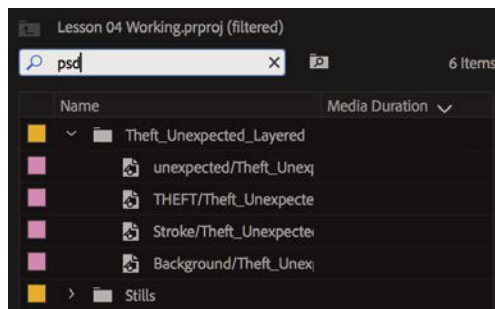 Lesson 04 Working.prproj (filtered)
psd
6 Items
Name Media Duration
Theft_Unexpected_Layered
unexpected/Theft_Unex
THEFT/Theft_Unexpecte
Stroke/Theft_Unexpecte
Background/Theft_Unex
Stills